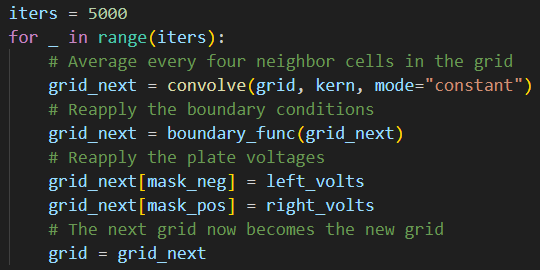 iters = 5000
for _ in range(iters):
    # Average every four neighbor cells in the grid
    grid_next = convolve(grid, kern, mode="constant")
    # Reapply the boundary conditions
    grid_next = boundary_func(grid_next)
    # Reapply the plate voltages
    grid_next[mask_neg] = left_volts
    grid_next[mask_pos] = right_volts
    # The next grid now becomes the new grid
    grid = grid_next